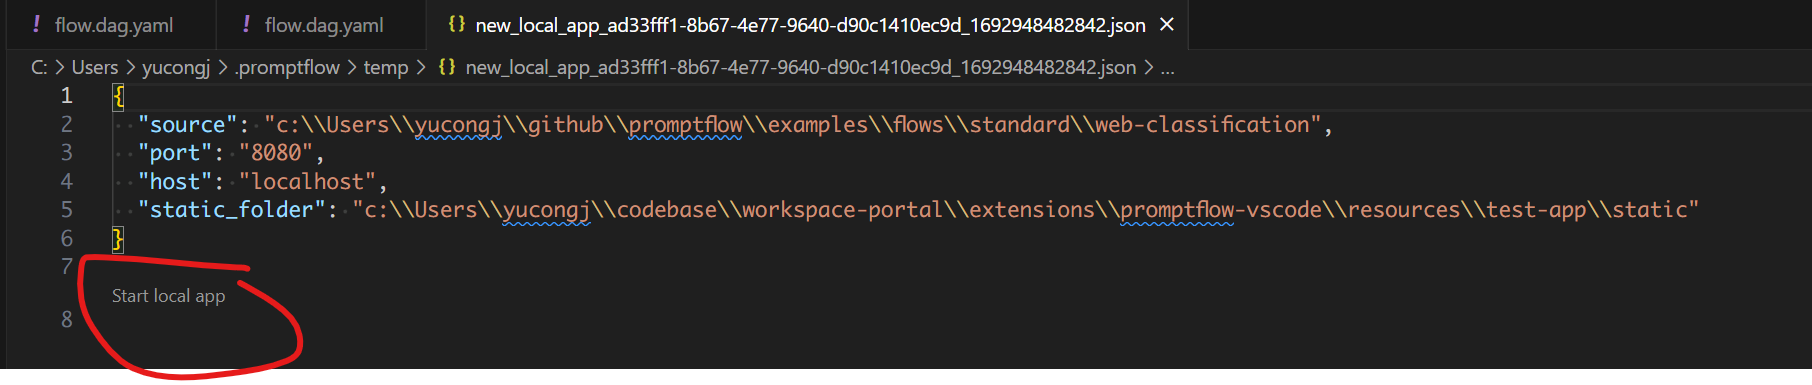 ! flow.dag.yaml ! flow.dag.yaml {} new_local_app_ad33fff1-8b67-4e77-9640-d90c1410ec9d_1692948482842.json ×
C: > Users > yucongj > .promptflow > temp > {} new_local_app_ad33fff1-8b67-4e77-9640-d90c1410ec9d_1692948482842.json > ...
1 {
2 "source": "c:\\Users\\yucongj\\github\\promptflow\\examples\\flows\\standard\\web-classification",
3 "port": "8080",
4 "host": "localhost",
5 "static_folder": "c:\\Users\\yucongj\\codebase\\workspace-portal\\extensions\\promptflow-vscode\\resources\\test-app\\static"
6 }
7
Start local app
8